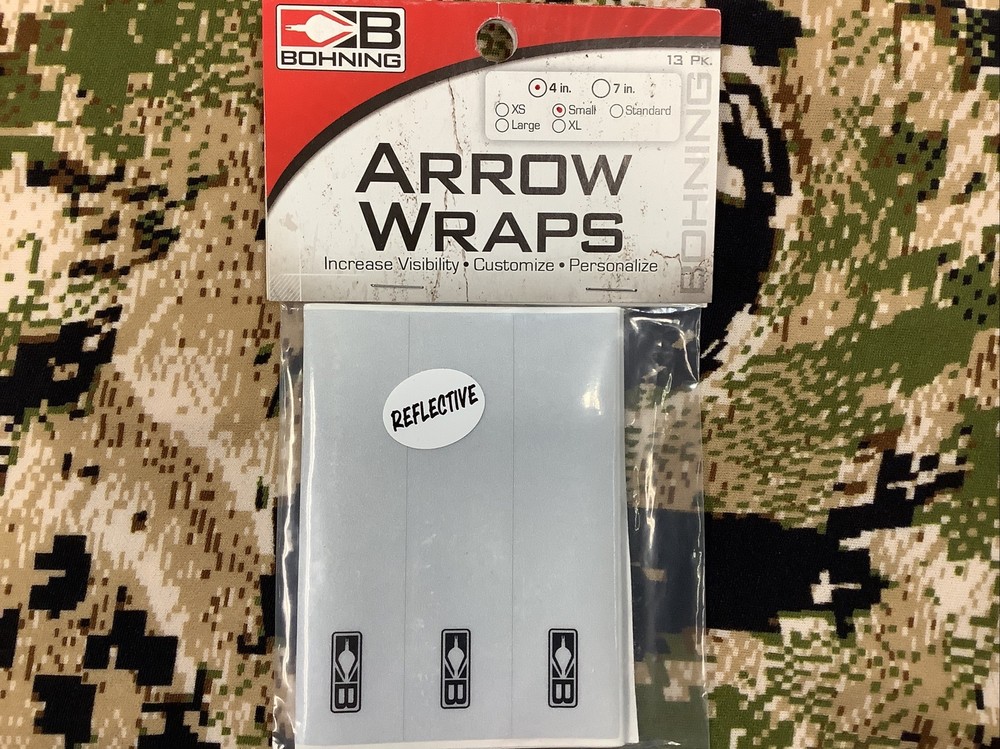 B
BOHNING
13 Pk.
4 in. 7 in.
XS Small Standard
Large XL
BOHNING
ARROW
WRAPS
Increase Visibility • Customize • Personalize
REFLECTIVE
B
B
B